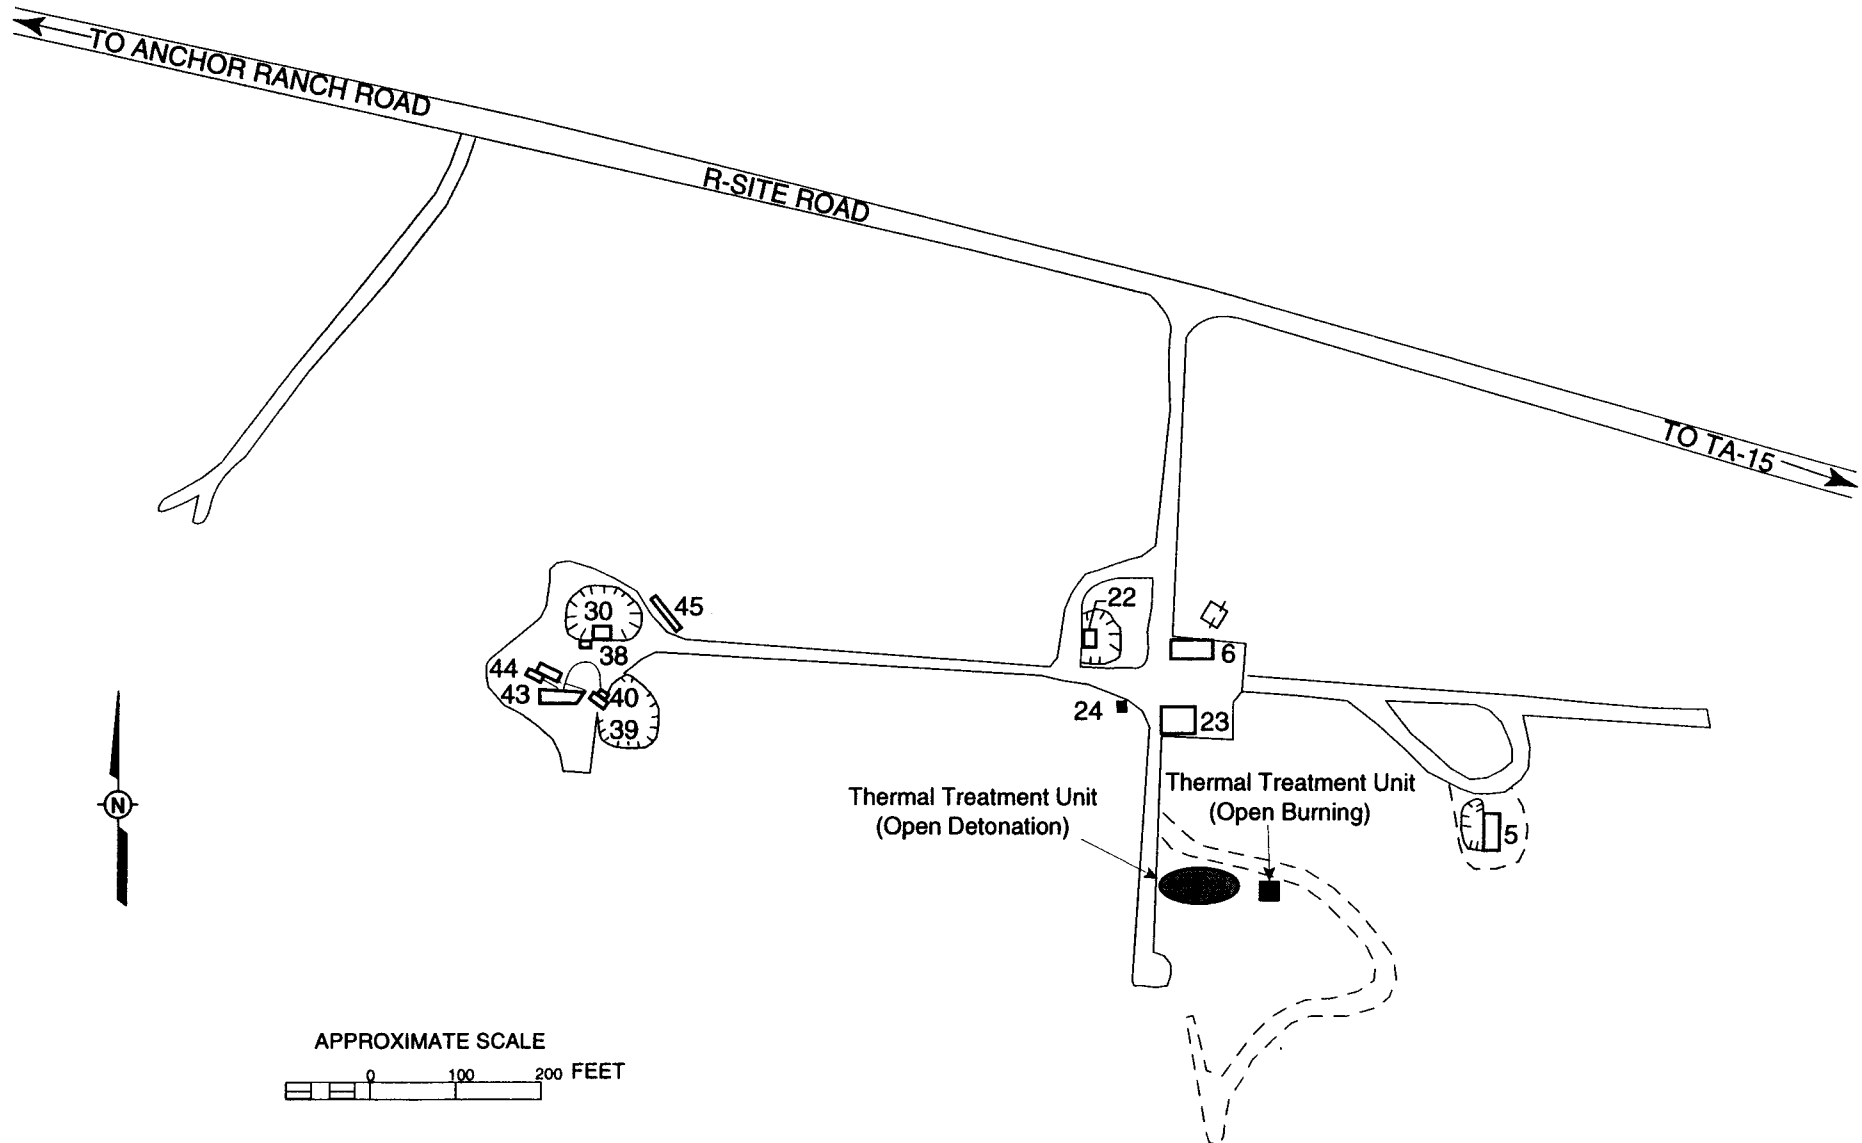 TO ANCHOR RANCH ROAD
R-SITE ROAD
TO TA-15
30
45
22
38
6
44
43
40
24
23
39
Thermal Treatment Unit
(Open Detonation)
Thermal Treatment Unit
(Open Burning)
N
5
APPROXIMATE SCALE
0 100 200 FEET